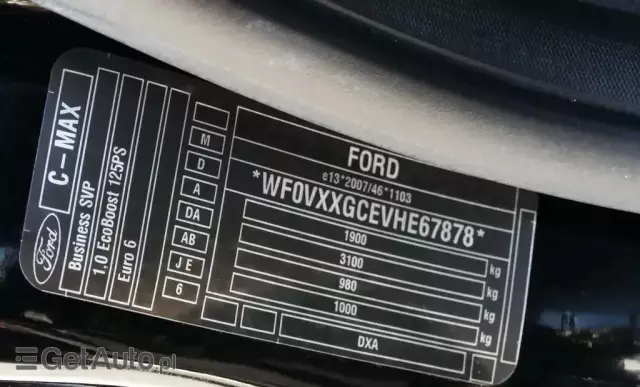 Ford
C-MAX
Business SVP
1.0 EcoBoost 125PS
Euro 6
M
D
A
DA
AB
JE
6
FORD
e13*2007/46*1103
*WF0VXXGCEVHE67878*
1900 kg
3100 kg
980 kg
1000 kg
DXA
GetAuto.pl